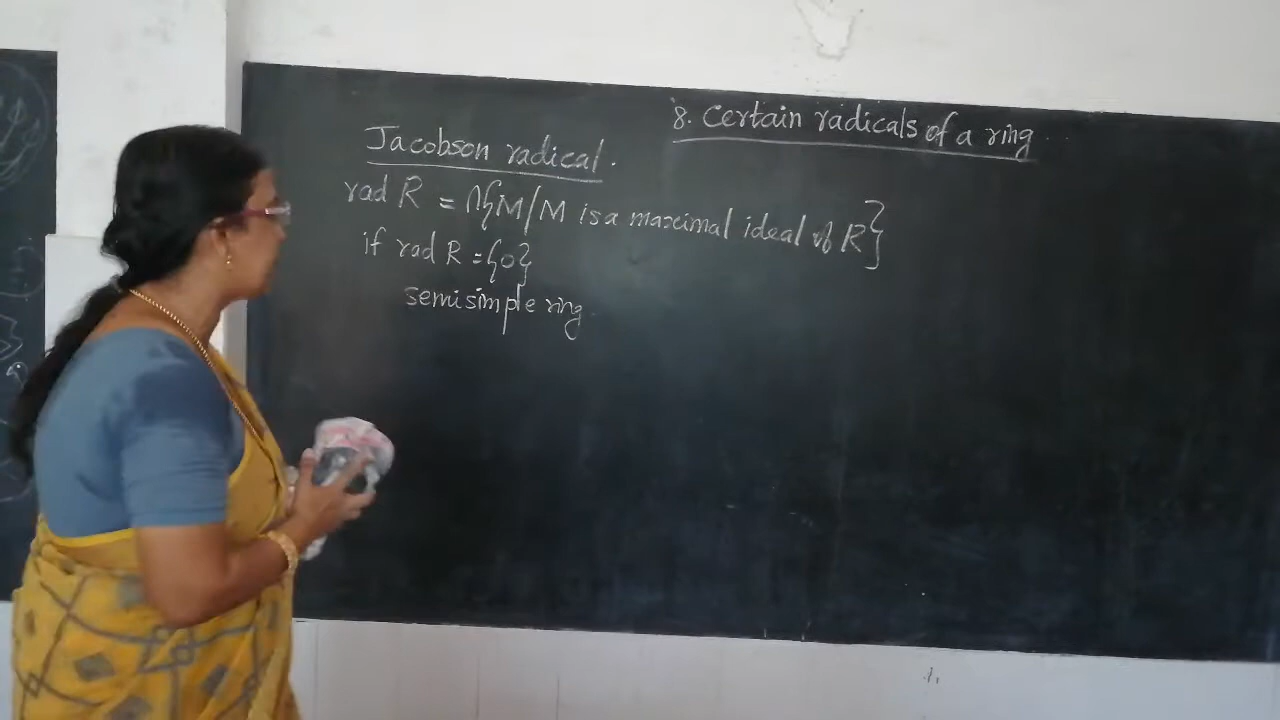 8. Certain radicals of a ring
Jacobson radical.
rad R = ∩{M/M is a maximal ideal of R}
if rad R = {0}
semisimple ring.